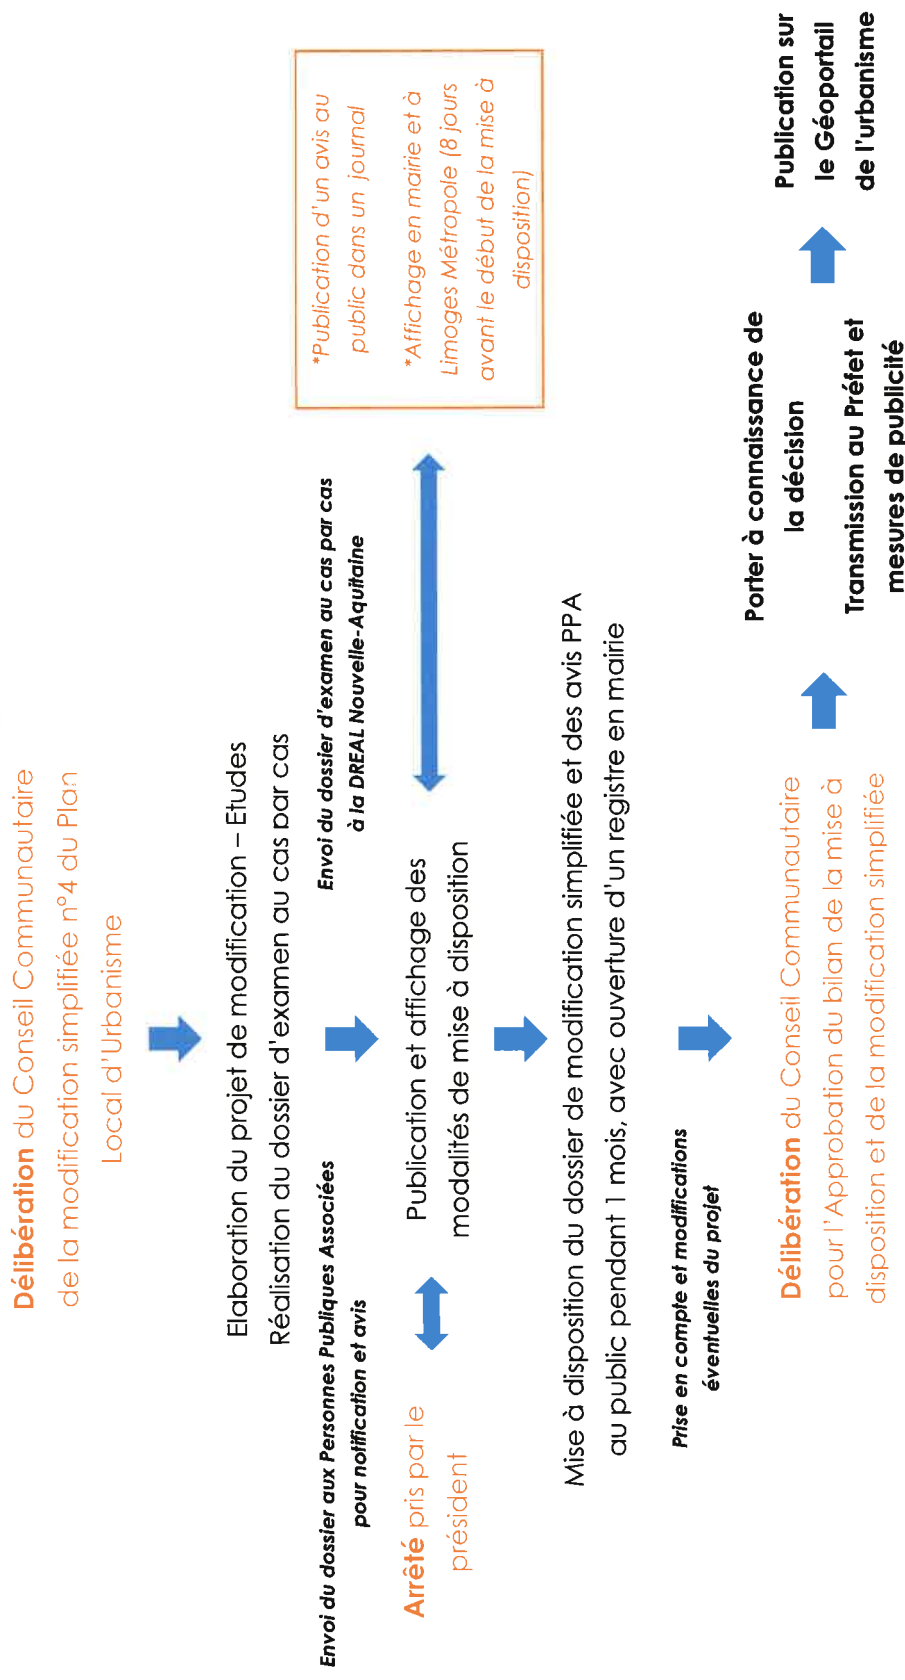 Délibération du Conseil Communautaire
de la modification simplifiée n°4 du Plan
Local d'Urbanisme
Elaboration du projet de modification – Etudes
Réalisation du dossier d'examen au cas par cas
Envoi du dossier aux Personnes Publiques Associées
pour notification et avis
Envoi du dossier d'examen au cas par cas
à la DREAL Nouvelle-Aquitaine
Arrêté pris par le
président
Publication et affichage des
modalités de mise à disposition
*Publication d'un avis au
public dans un journal
*Affichage en mairie et à
Limoges Métropole (8 jours
avant le début de la mise à
disposition)
Mise à disposition du dossier de modification simplifiée et des avis PPA
au public pendant 1 mois, avec ouverture d'un registre en mairie
Prise en compte et modifications
éventuelles du projet
Délibération du Conseil Communautaire
pour l'Approbation du bilan de la mise à
disposition et de la modification simplifiée
Porter à connaissance de
la décision
Transmission au Préfet et
mesures de publicité
Publication sur
le Géoportail
de l'urbanisme